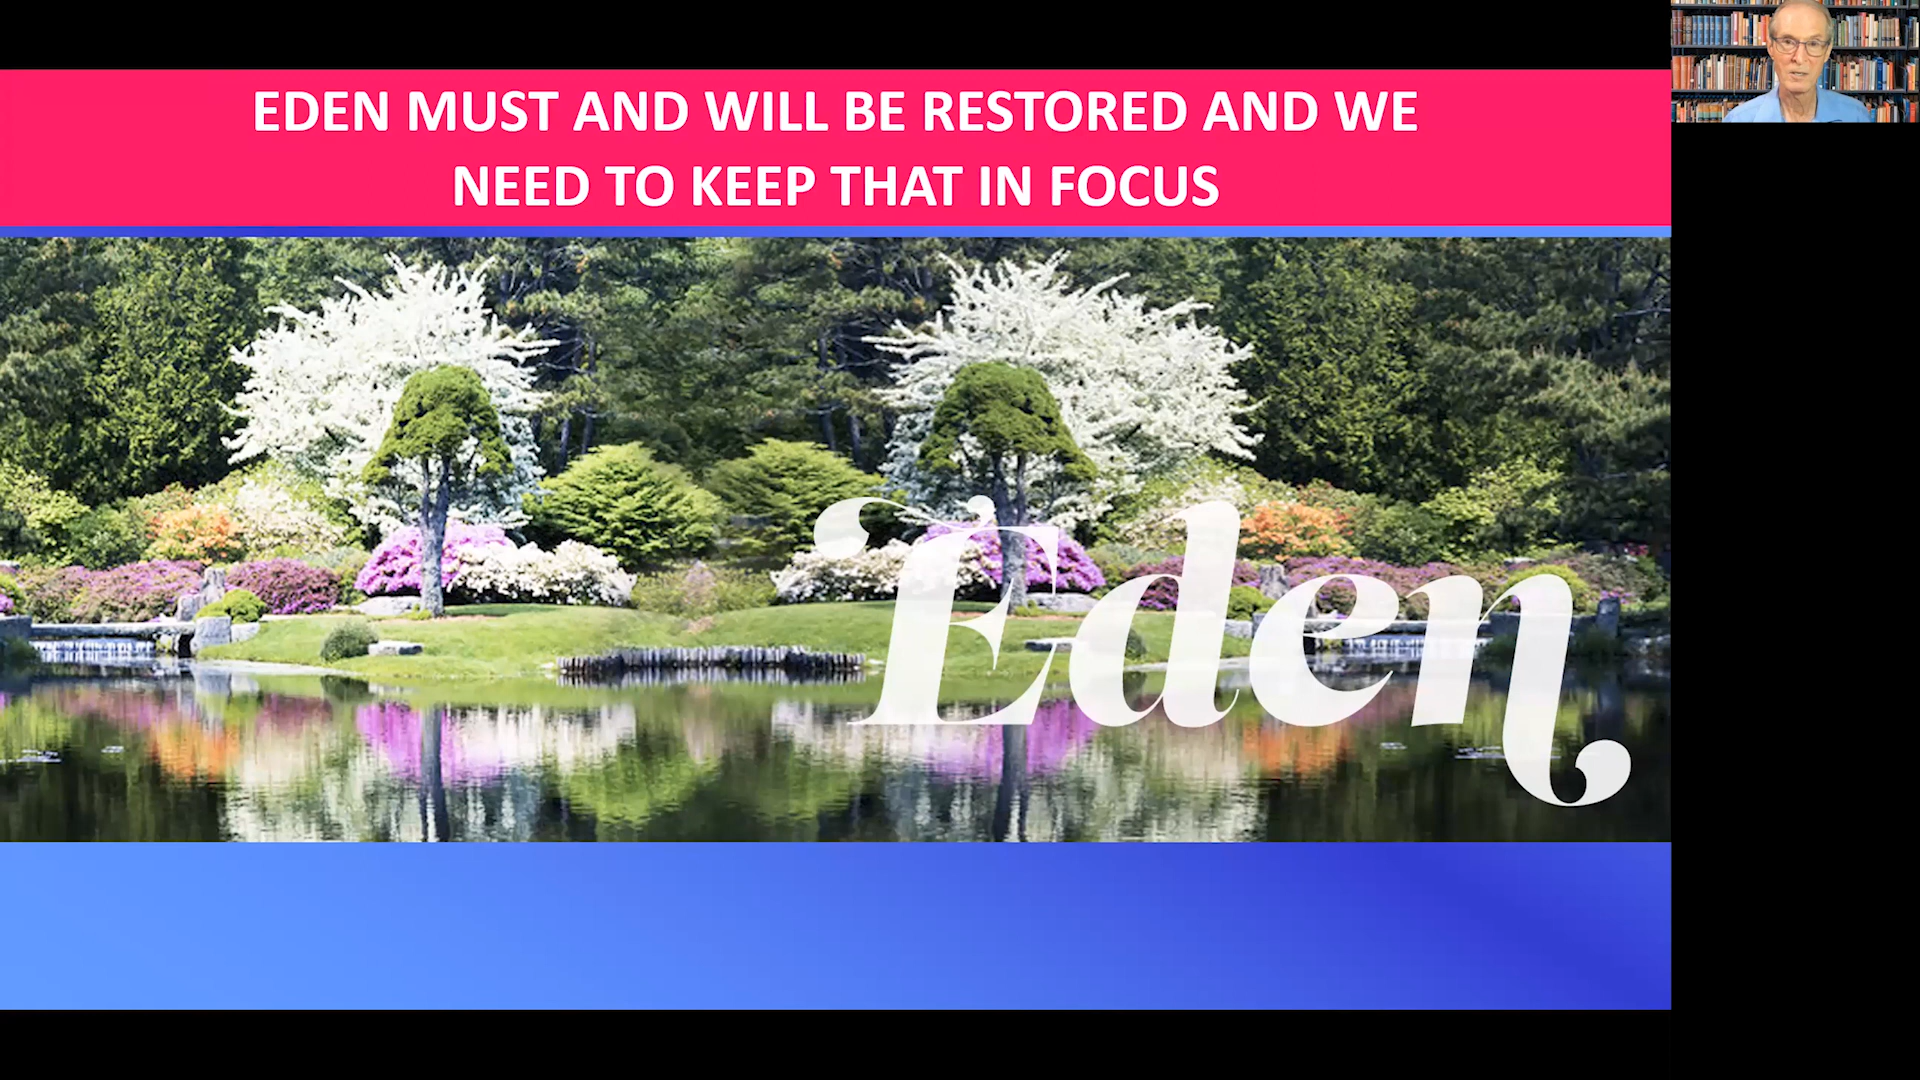 EDEN MUST AND WILL BE RESTORED AND WE
NEED TO KEEP THAT IN FOCUS
Eden